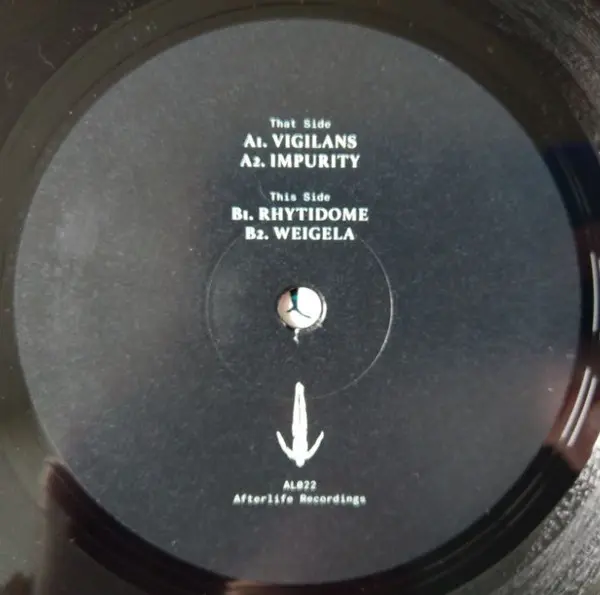 That Side
A1. VIGILANS
A2. IMPURITY
This Side
B1. RHYTIDOME
B2. WEIGELA
AL022
Afterlife Recordings